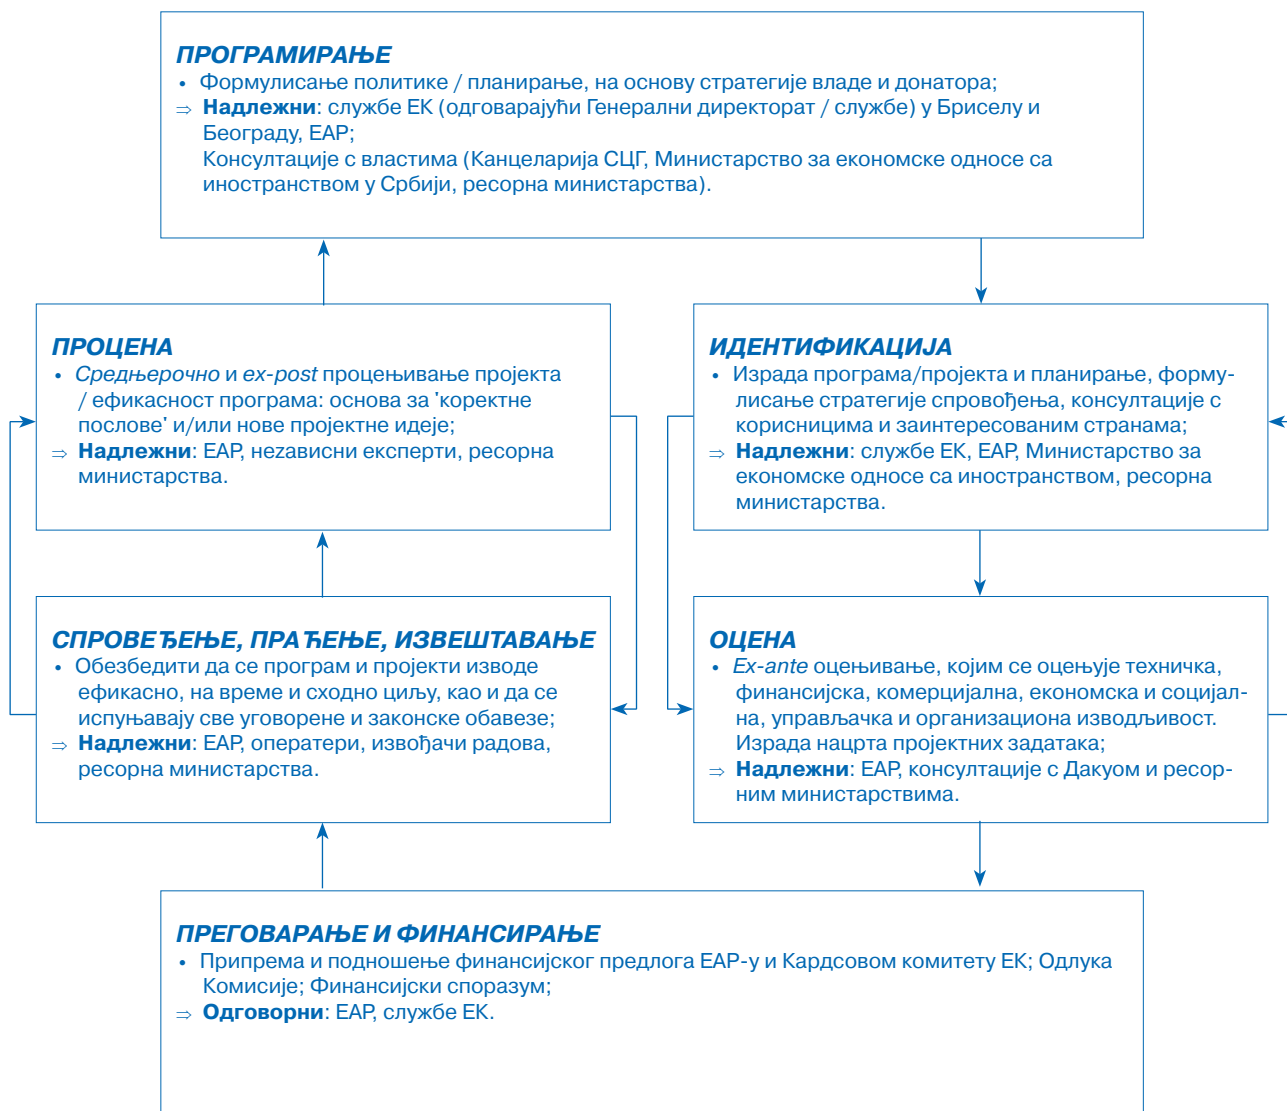 ПРОГРАМИРАЊЕ
• Формулисање политике / планирање, на основу стратегије владе и донатора;
⇒ Надлежни: службе ЕК (одговарајући Генерални директорат / службе) у Бриселу и
Београду, ЕАР;
Консултације с властима (Канцеларија СЦГ, Министарство за економске односе са
иностранством у Србији, ресорна министарства).
ПРОЦЕНА
• Средњерочно и ex-post процењивање пројекта
/ ефикасност програма: основа за 'коректне
послове' и/или нове пројектне идеје;
⇒ Надлежни: ЕАР, неzависни експерти, ресорна
министарства.
ИДЕНТИФИКАЦИЈА
• Израда програма/пројекта и планирање, форму-
лисање стратегије спровођења, консултације с
корисницима и заинтересованим странама;
⇒ Надлежни: службе ЕК, ЕАР, Министарство за
економске односе са иностранством, ресорна
министарства.
СПРОВЕЂЕЊЕ, ПРАЋЕЊЕ, ИЗВЕШТАВАЊЕ
• Обезбедити да се програм и пројекти изводе
ефикасно, на време и сходно циљу, као и да се
испуњавају све уговорене и законске обавезе;
⇒ Надлежни: ЕАР, оператери, извођачи радова,
ресорна министарства.
ОЦЕНА
• Ex-ante оцењивање, којим се оцењује техничка,
финансијска, комерцијална, економска и социјал-
на, управљачка и организациона изводљивост.
Израда нацрта пројектних задатака;
⇒ Надлежни: ЕАР, консултације с Дакуом и ресор-
ним министарствима.
ПРЕГОВАРАЊЕ И ФИНАНСИРАЊЕ
• Припрема и подношење финансијског предлога ЕАР-у и Кардсовом комитету ЕК; Одлука
Комисије; Финансијски споразум;
⇒ Одговорни: ЕАР, службе ЕК.